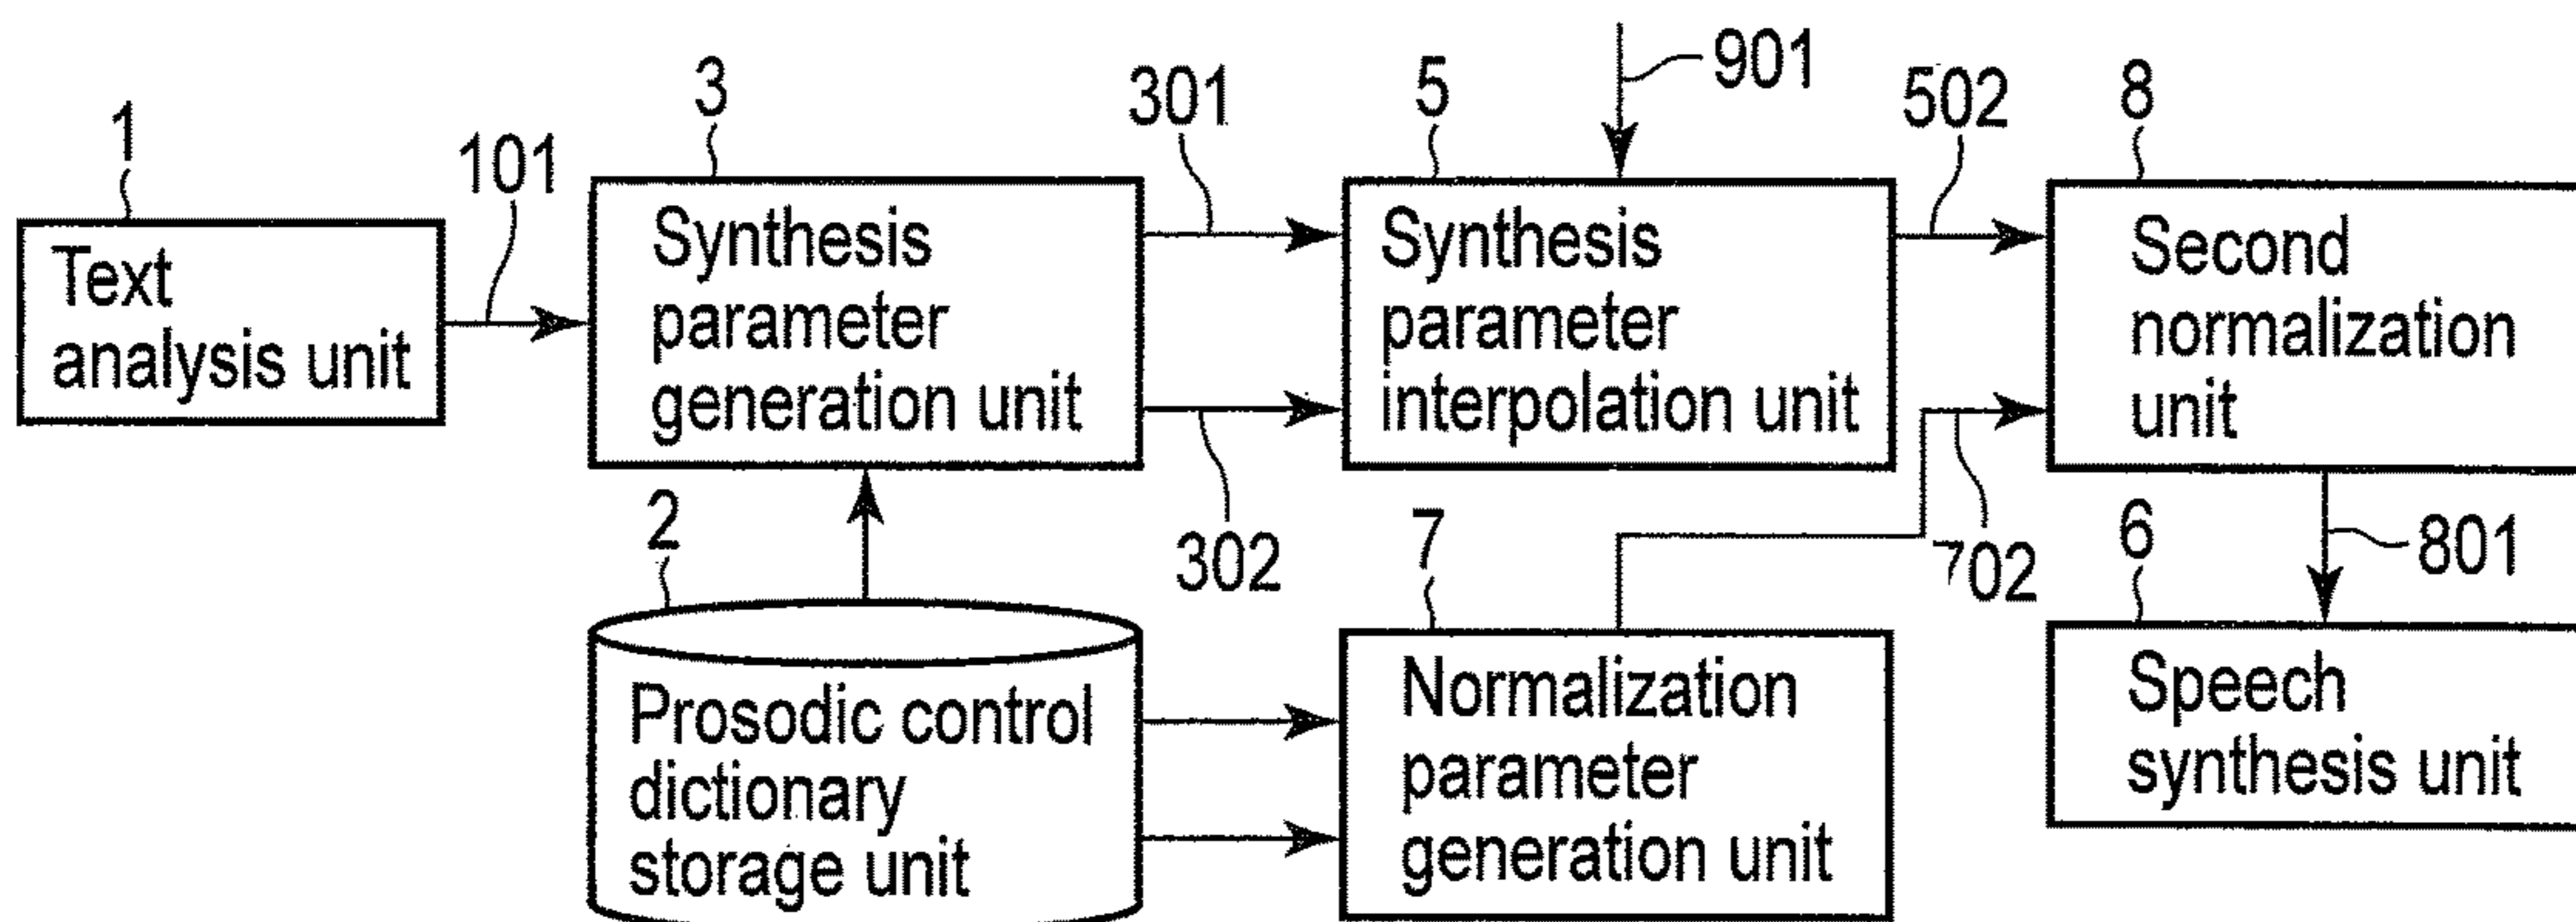 901
3
301
5
502
8
1
101
Synthesis
parameter
generation unit
Synthesis
parameter
interpolation unit
Second
normalization
unit
Text
analysis unit
2
302
7
702
6
801
Prosodic control
dictionary
storage unit
Normalization
parameter
generation unit
Speech
synthesis unit